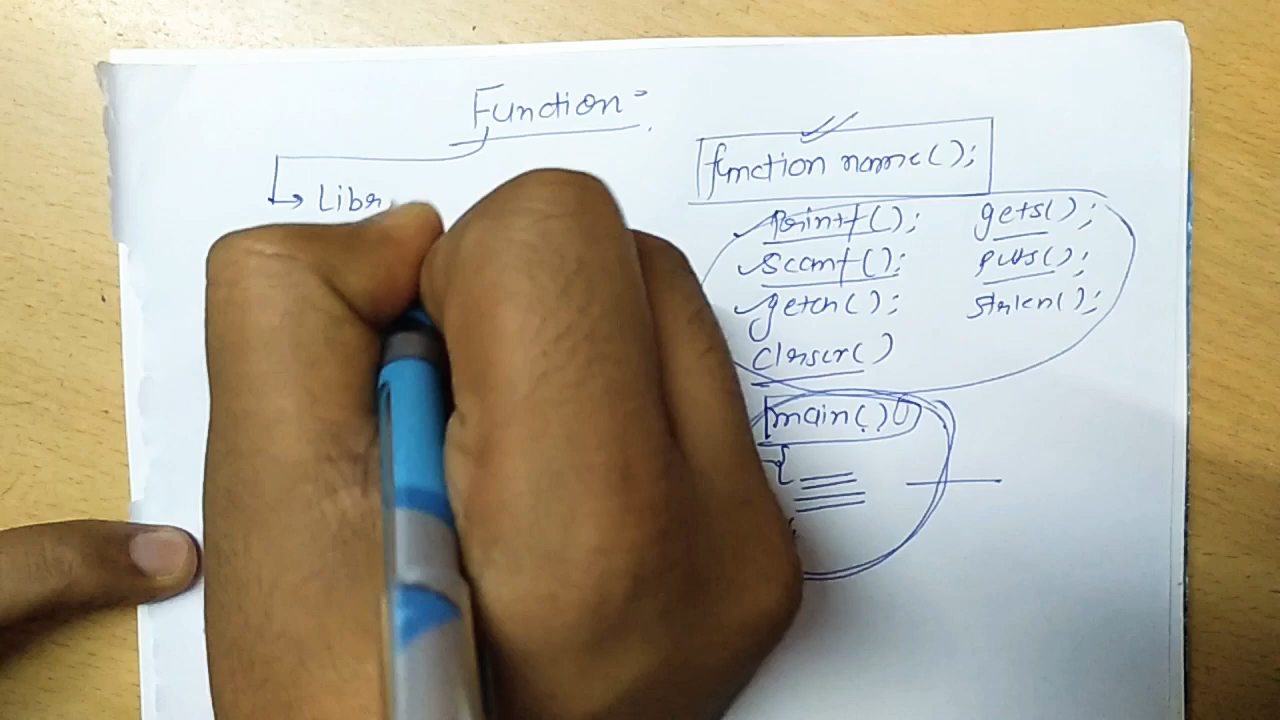 Function =
function name();
→ Libr
printf(); gets();
scanf(); puts();
getch(); strlen();
clrscr()
main()
{